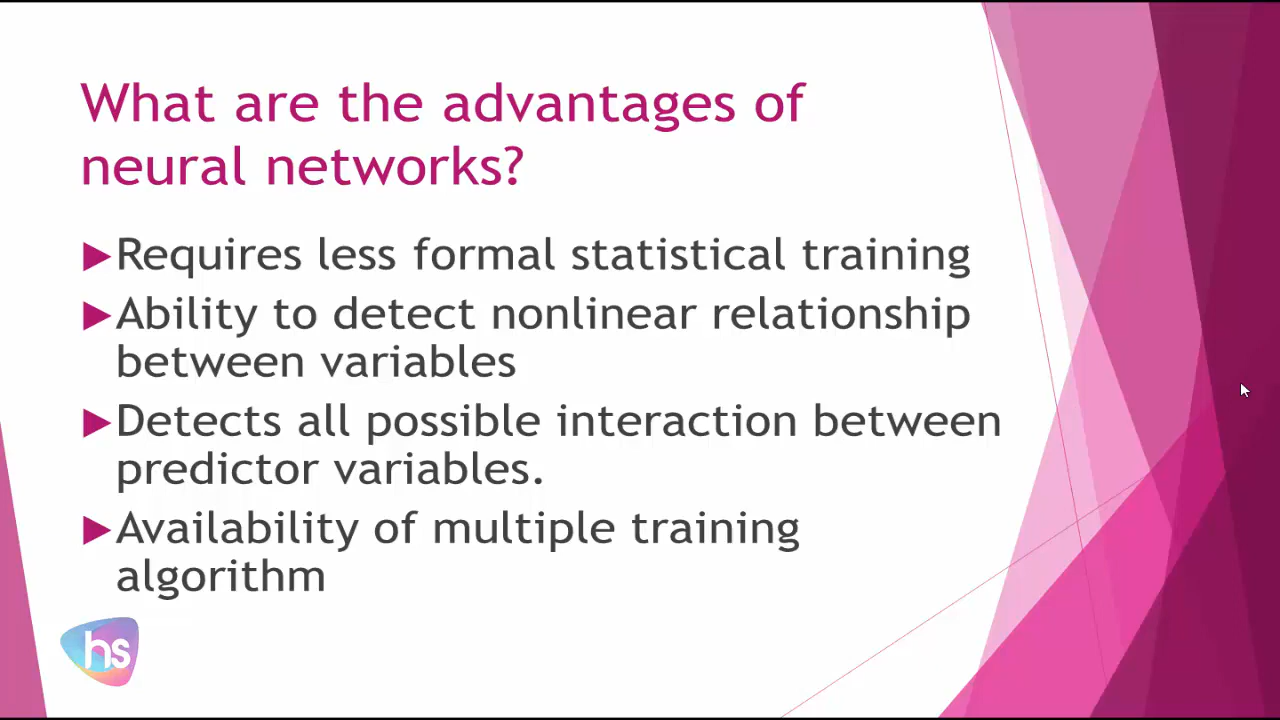 What are the advantages of
neural networks?
Requires less formal statistical training
Ability to detect nonlinear relationship
between variables
Detects all possible interaction between
predictor variables.
Availability of multiple training
algorithm
hs